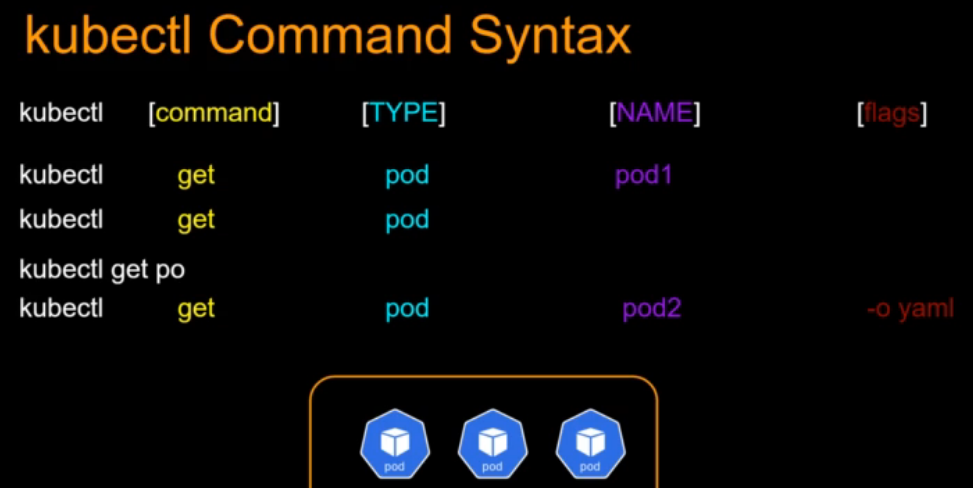 kubectl Command Syntax
kubectl [command] [TYPE] [NAME] [flags]
kubectl get pod pod1
kubectl get pod
kubectl get po
kubectl get pod pod2 -o yaml
pod pod pod